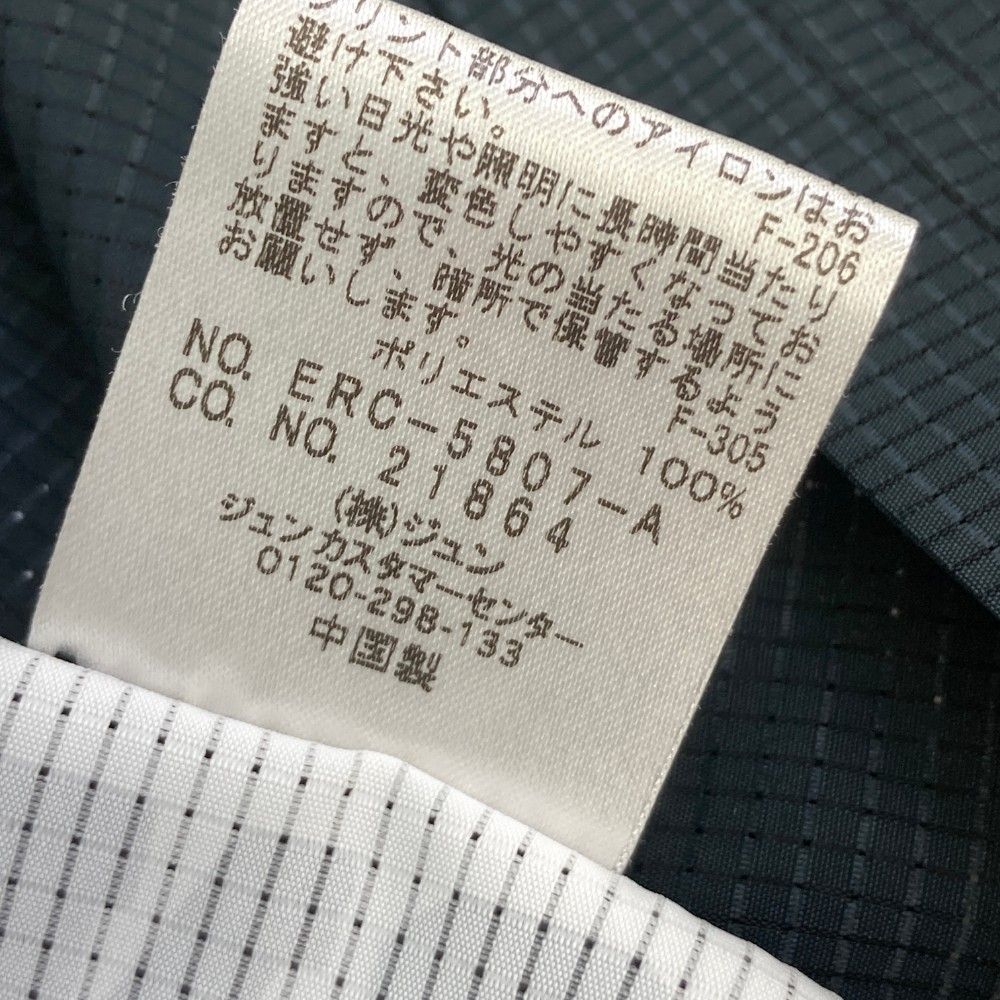 プリント部分へのアイロンはお
避け下さい。 F-206
強い日光や照明に長時間当たり
ますと、変色しやすくなってお
りますので、光の当たる場所に
放置せず、暗所で保管するよう
お願いします。 F-305
ポリエステル 100%
NO. ERC-5807-A
CO. NO. 21864
(株)ジュン
ジュンカスタマーセンター
0120-298-133
中国製